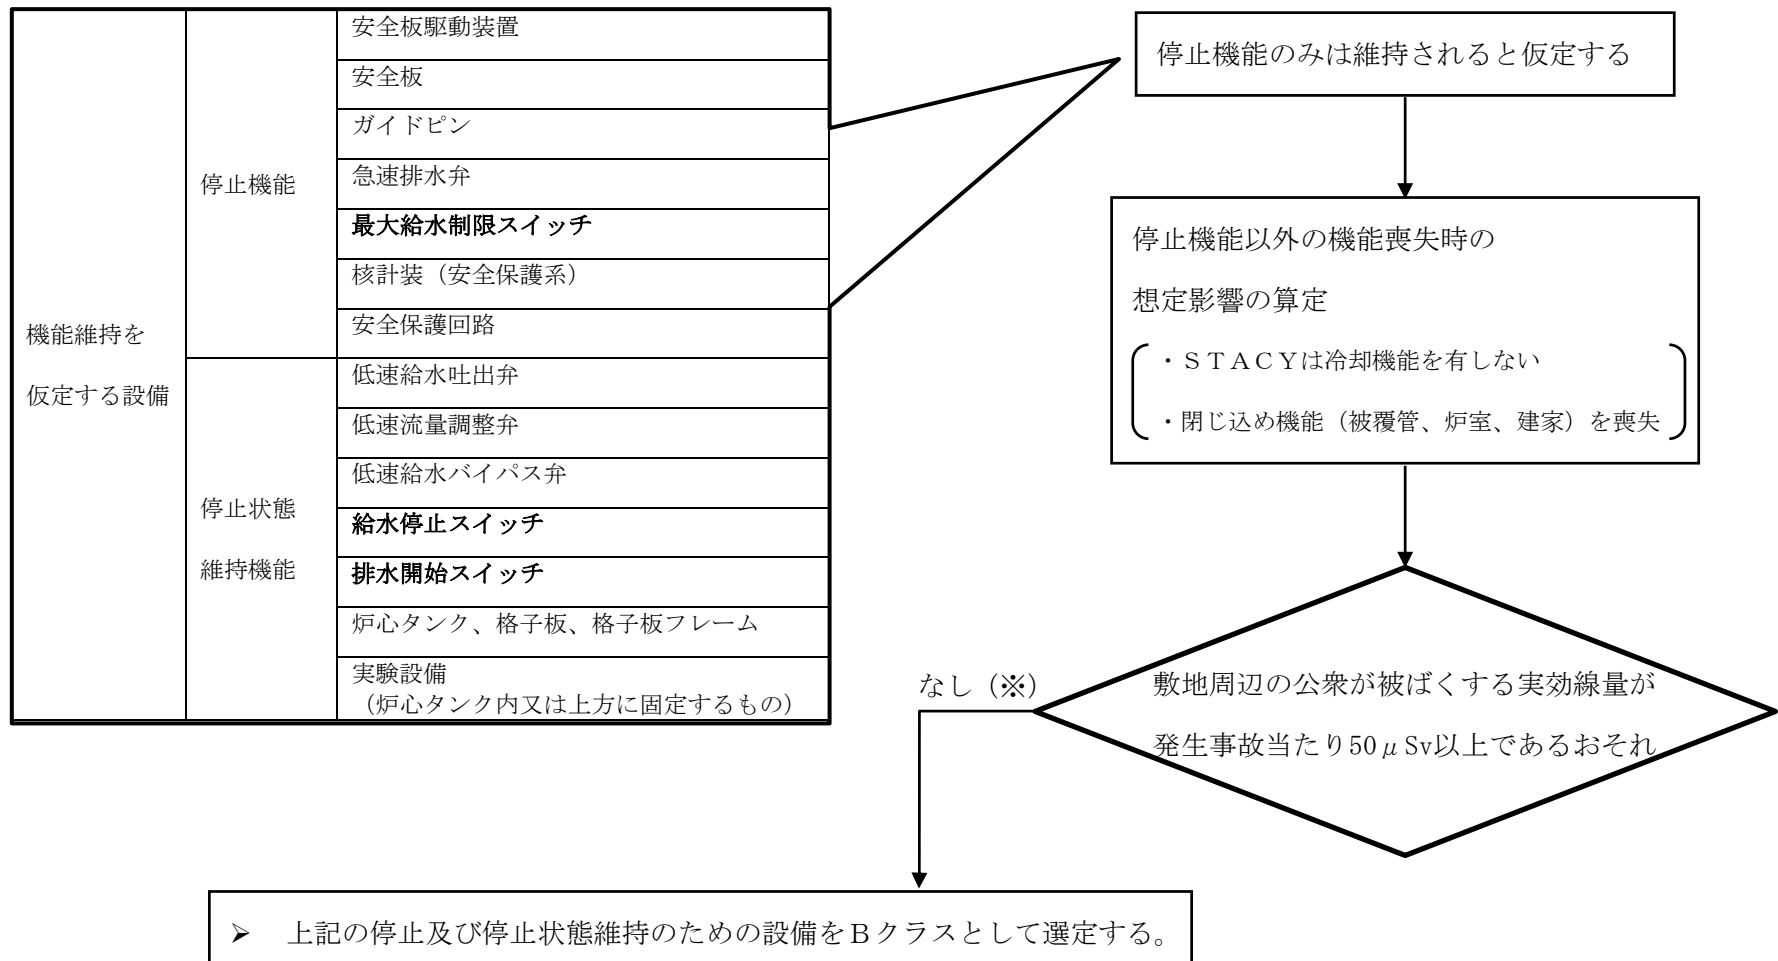 機能維持を
仮定する設備
停止機能
安全板駆動装置
安全板
ガイドピン
急速排水弁
最大給水制限スイッチ
核計装（安全保護系）
安全保護回路
停止状態
維持機能
低速給水吐出弁
低速流量調整弁
低速給水バイパス弁
給水停止スイッチ
排水開始スイッチ
炉心タンク、格子板、格子板フレーム
実験設備
（炉心タンク内又は上方に固定するもの）
停止機能のみは維持されると仮定する
停止機能以外の機能喪失時の
想定影響の算定
・ＳＴＡＣＹは冷却機能を有しない
・閉じ込め機能（被覆管、炉室、建家）を喪失
敷地周辺の公衆が被ばくする実効線量が
発生事故当たり50μSv以上であるおそれ
なし（※）
➢ 上記の停止及び停止状態維持のための設備をＢクラスとして選定する。